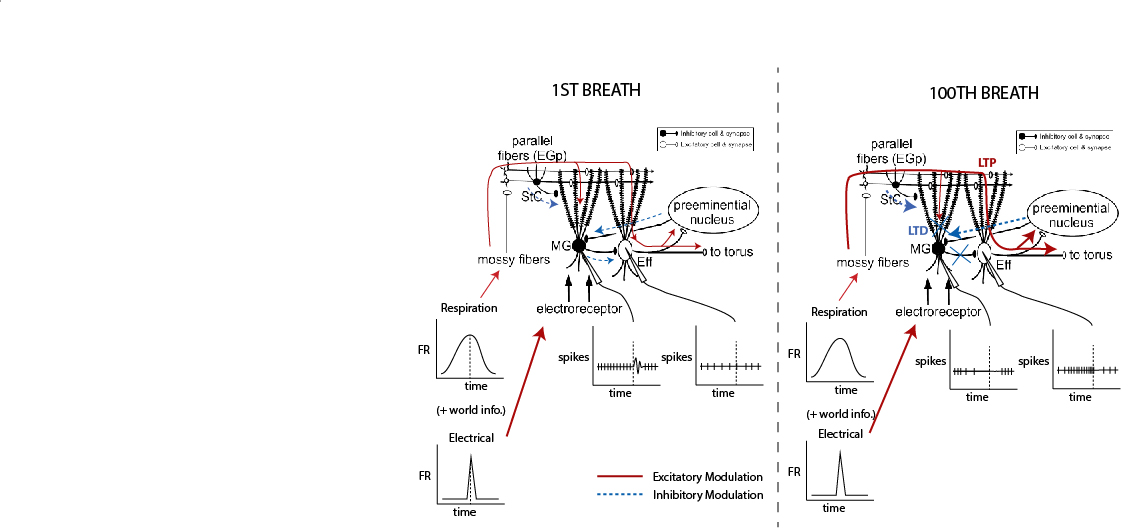 1ST BREATH
parallel
fibers (EGp)
Inhibitory cell & synapse
Excitatory cell & synapse
StC
preeminential
nucleus
MG
Eff
to torus
mossy fibers
electroreceptor
Respiration
FR
time
spikes
time
spikes
time
(+ world info.)
Electrical
FR
time
Excitatory Modulation
Inhibitory Modulation
100TH BREATH
parallel
fibers (EGp)
Inhibitory cell & synapse
Excitatory cell & synapse
LTP
StC
preeminential
nucleus
LTD
MG
Eff
to torus
mossy fibers
electroreceptor
Respiration
FR
time
spikes
time
spikes
time
(+ world info.)
Electrical
FR
time